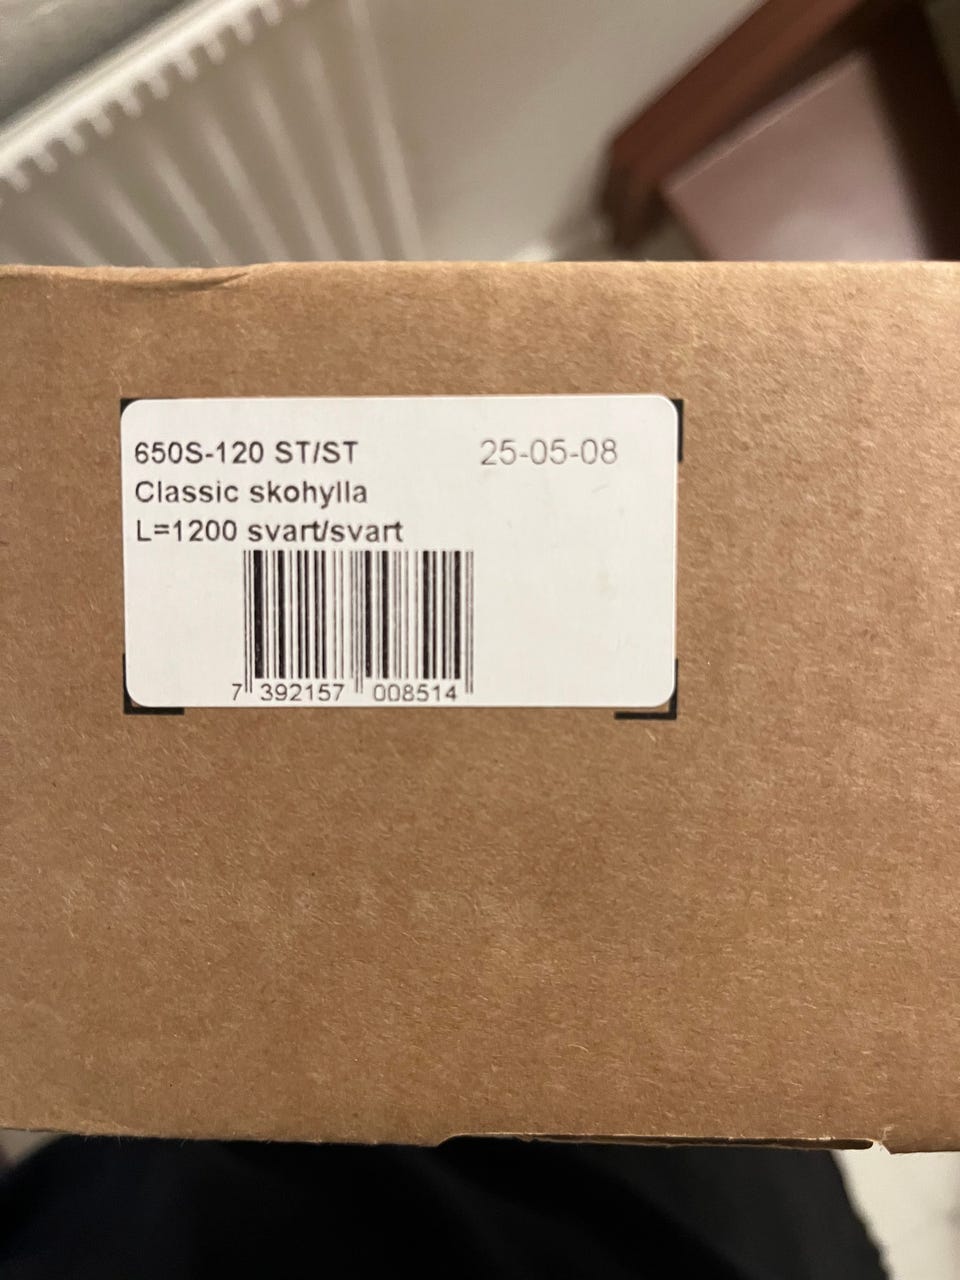 650S-120 ST/ST 25-05-08
Classic skohylla
L=1200 svart/svart
7 392157 008514